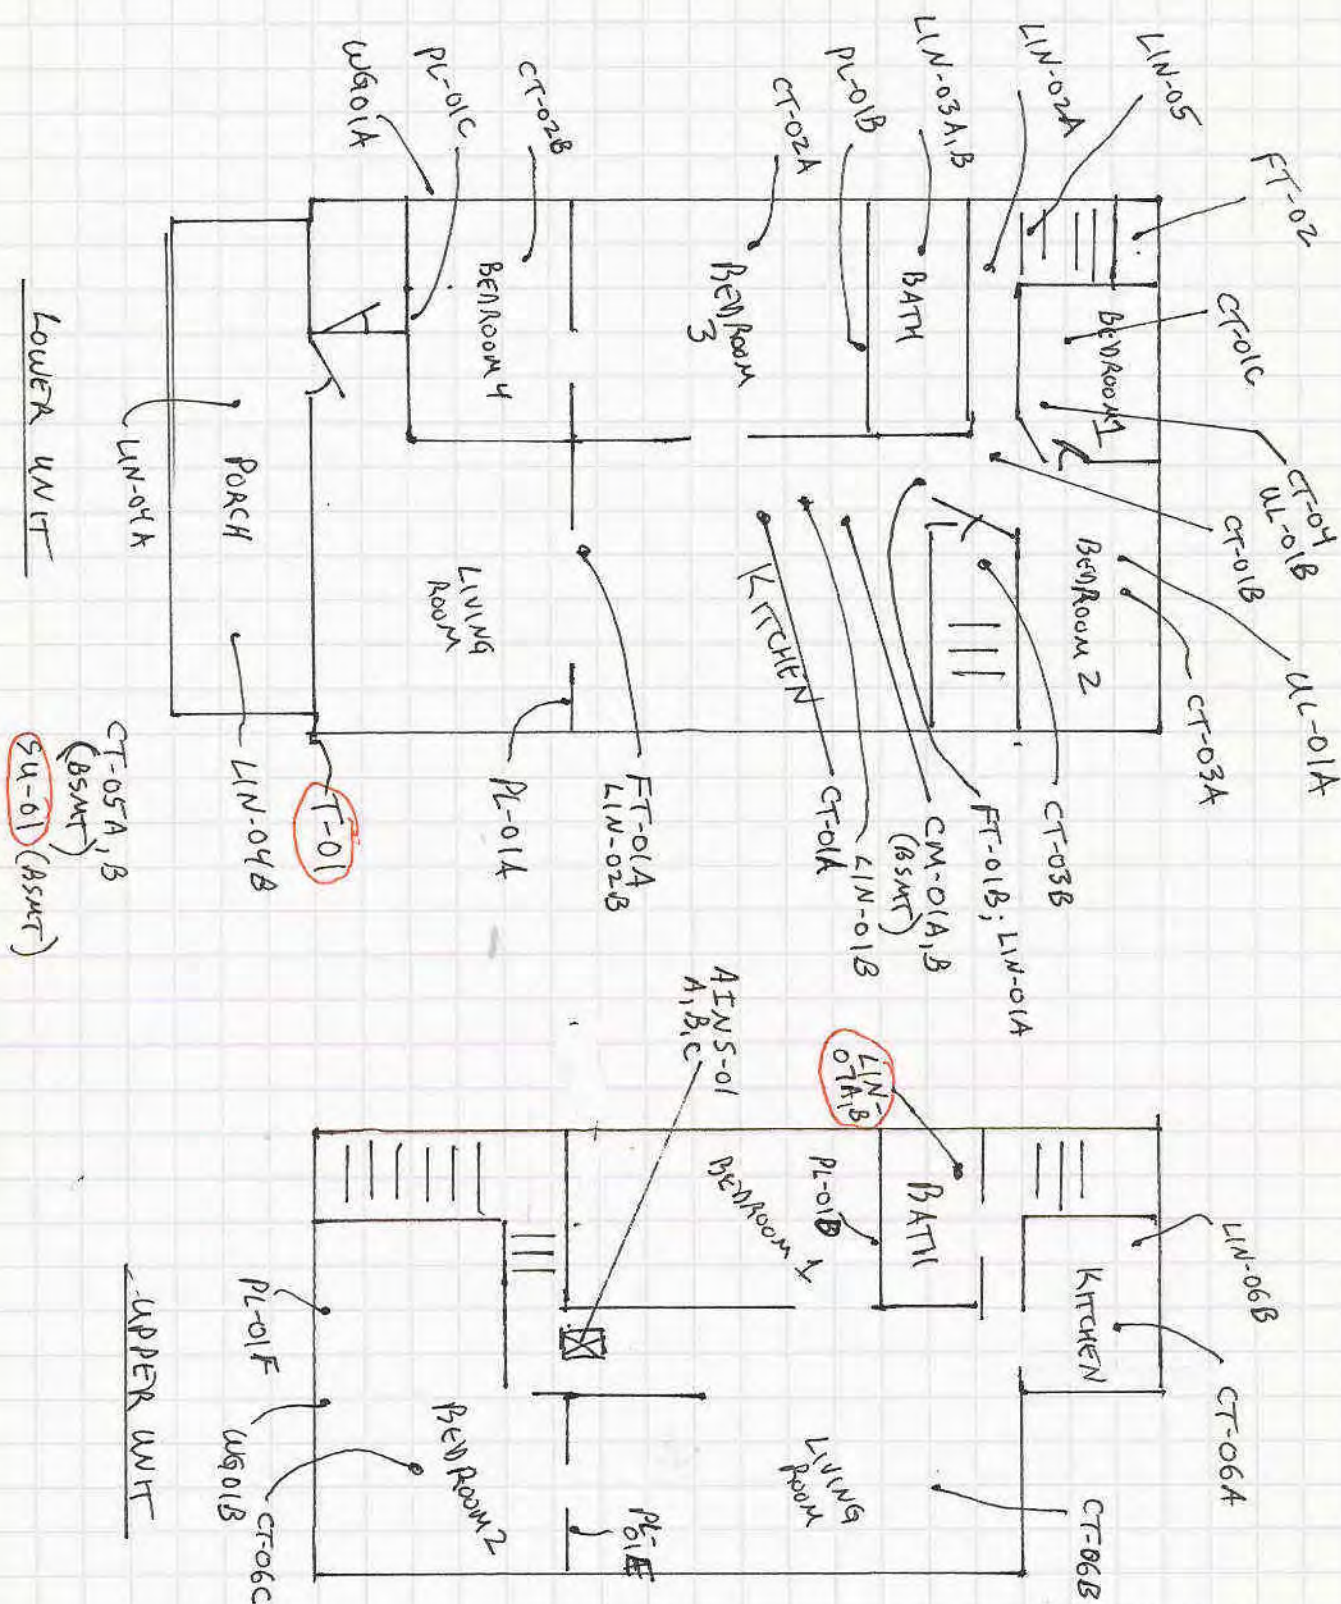 LIN-05
LIN-02A
LIN-03A,B
PL-01B
CT-02A
CT-02B
PL-01C
WG01A
FT-02
CT-01C
CT-04
UL-01B
CT-01B
UL-01A
CT-03A
CT-03B
FT-01B; LIN-01A
CM-01A,B
(BSMT)
LIN-01B
CT-01A
FT-01A
LIN-02B
PL-01A
T-01
LIN-04B
LIN-04A
CT-05A,B
(BSMT)
SU-01 (BSMT)
BEDROOM 1
BEDROOM 2
BATH
BEDROOM
3
BEDROOM 4
KITCHEN
LIVING
ROOM
PORCH
LOWER UNIT
AINS-01
A,B,C
LIN-
07A,B
LIN-06B
CT-06A
CT-06B
KITCHEN
BATH
PL-01D
BEDROOM 1
LIVING
ROOM
PL-
01E
BEDROOM 2
PL-01F
WG01B
CT-06C
UPPER UNIT